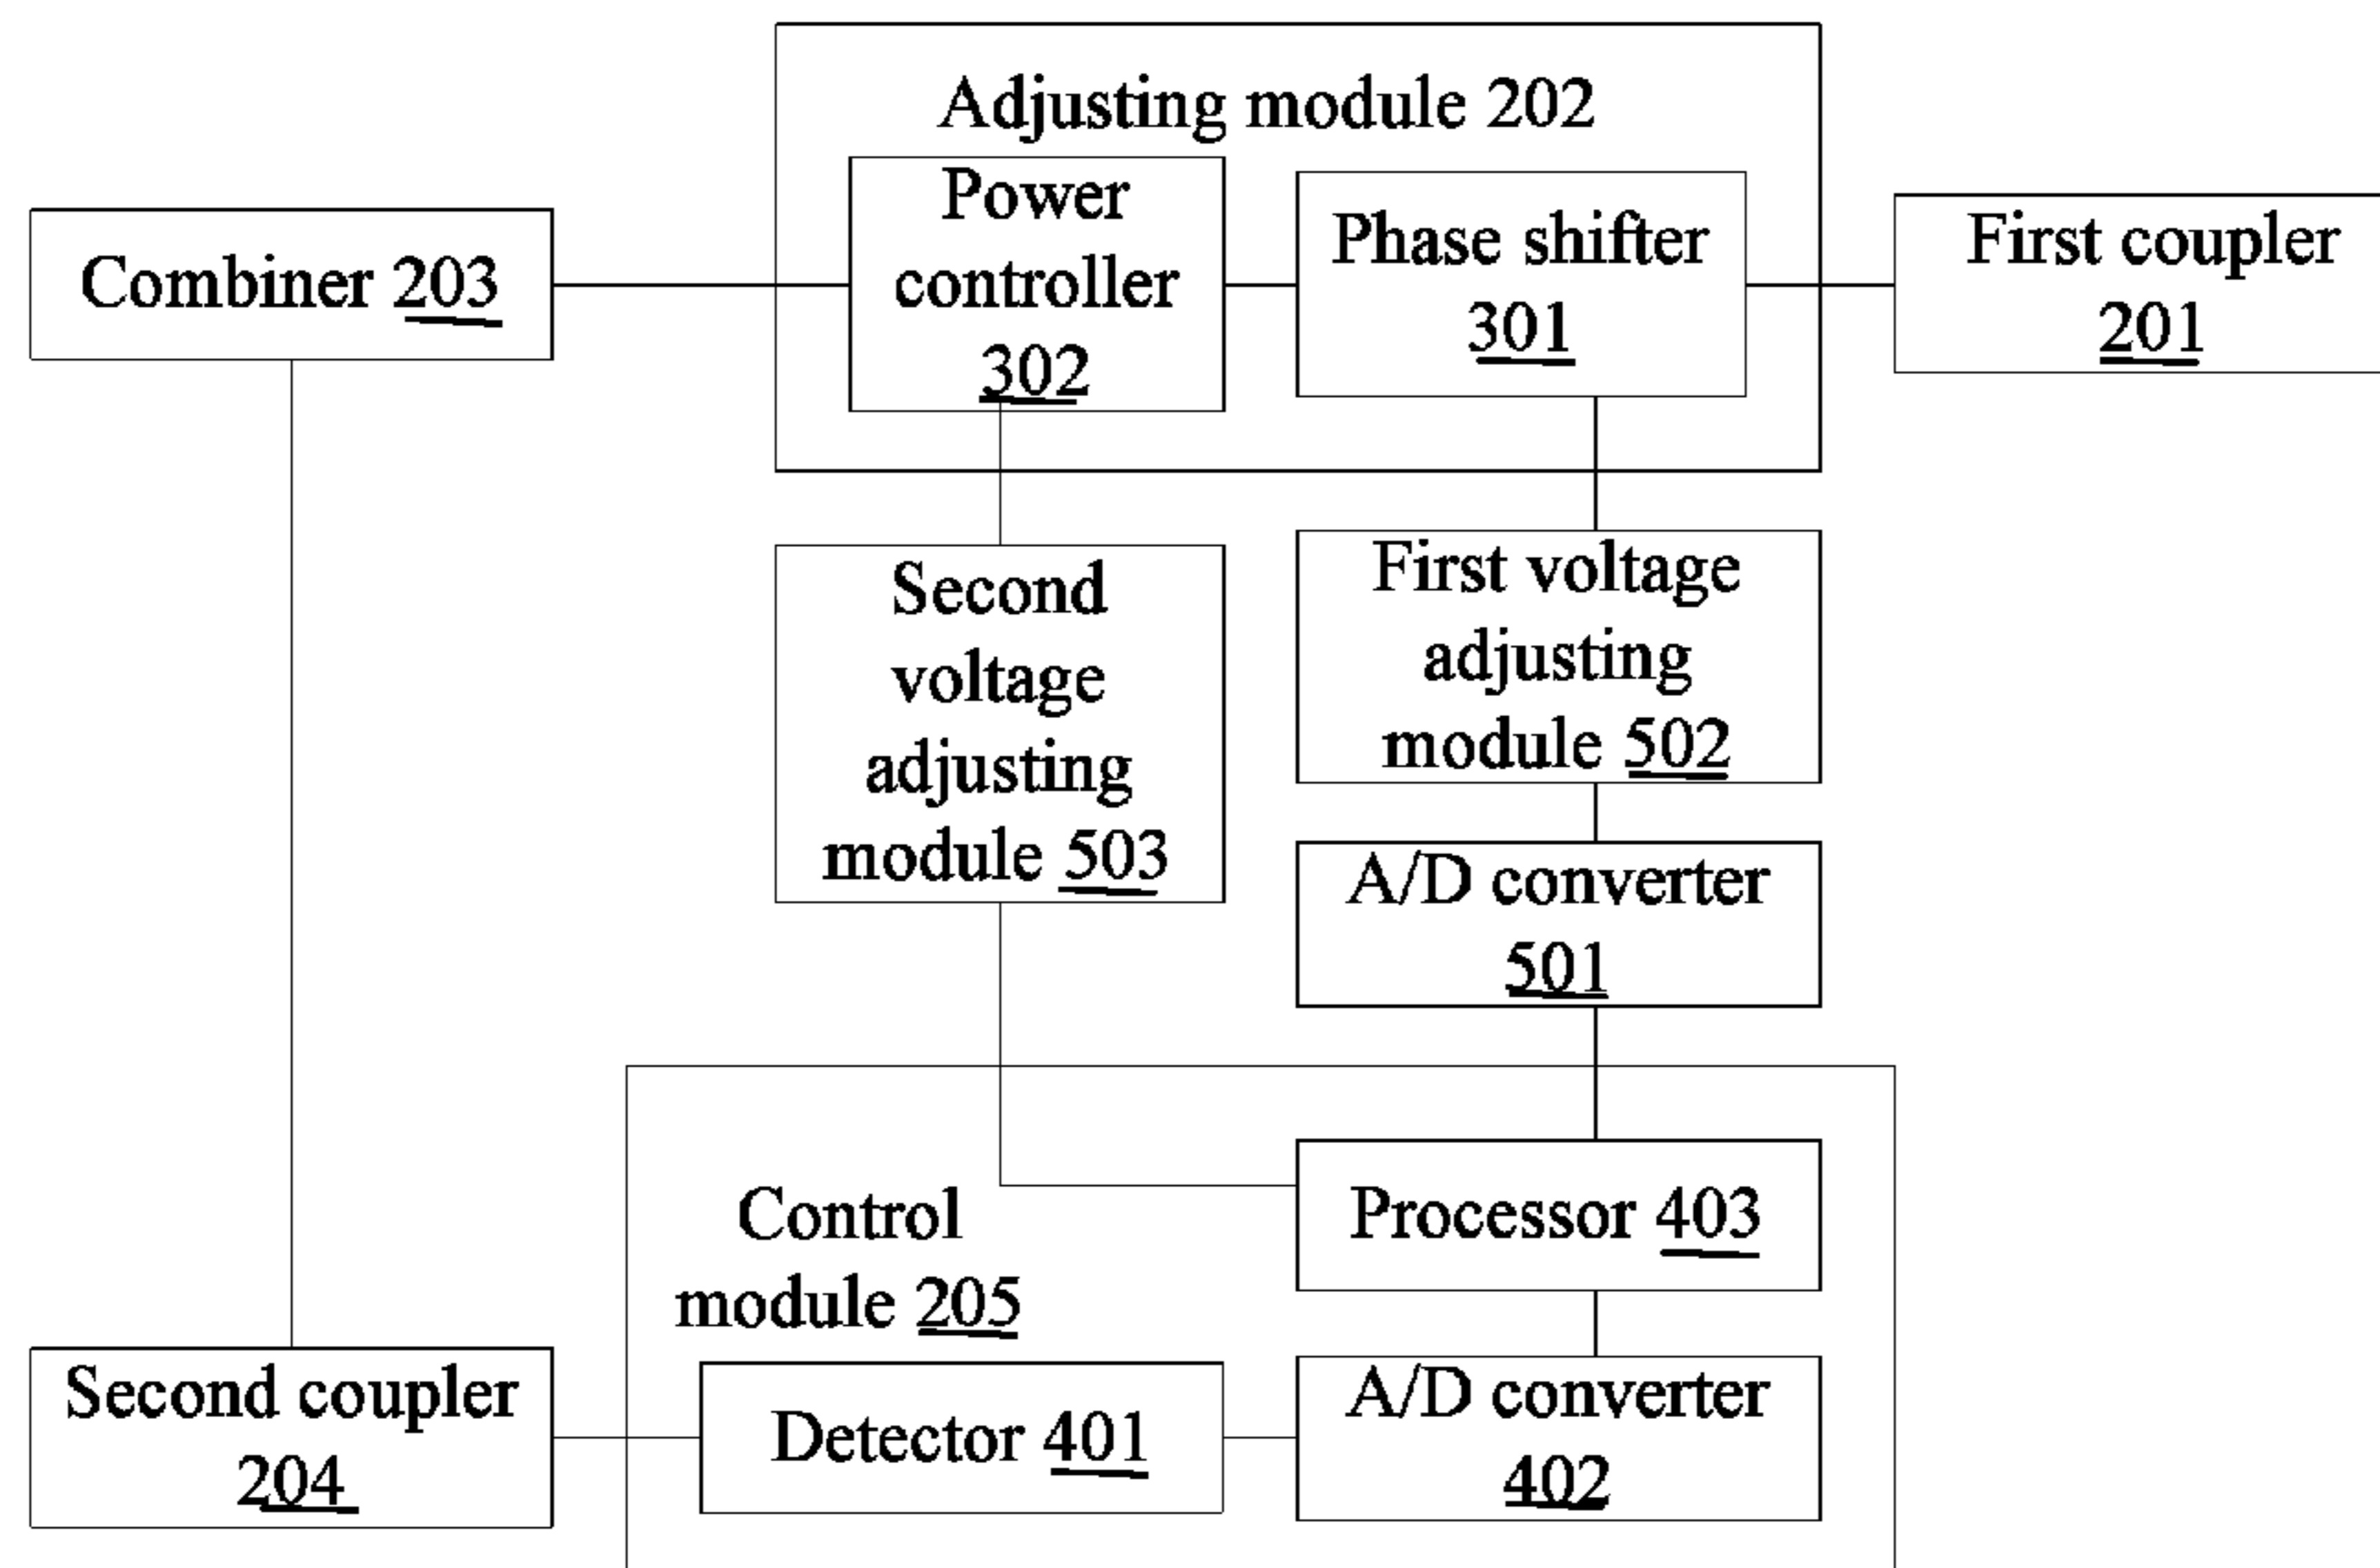 Adjusting module 202
Combiner 203
Power
controller
302
Phase shifter
301
First coupler
201
Second
voltage
adjusting
module 503
First voltage
adjusting
module 502
A/D converter
501
Control
module 205
Processor 403
Second coupler
204
Detector 401
A/D converter
402